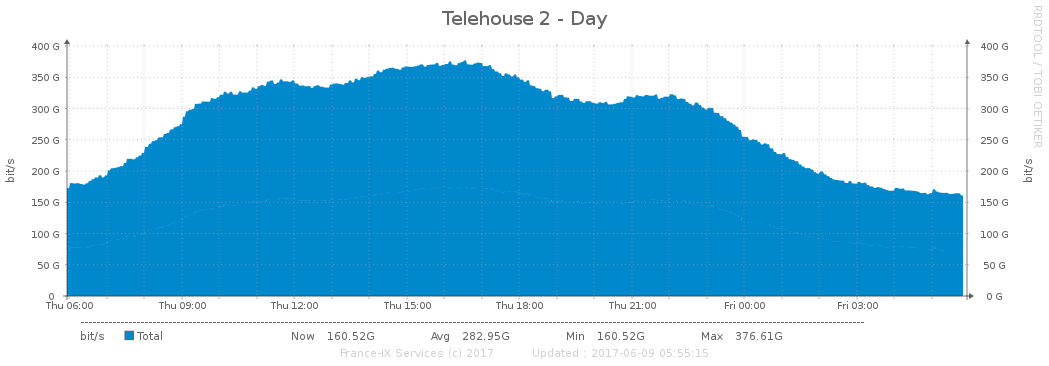 Telehouse 2 - Day
RRDTOOL / TOBI OETIKER
400 G 400 G
350 G 350 G
300 G 300 G
250 G 250 G
200 G 200 G
150 G 150 G
100 G 100 G
50 G 50 G
0 0 G
bit/s bit/s
Thu 06:00 Thu 09:00 Thu 12:00 Thu 15:00 Thu 18:00 Thu 21:00 Fri 00:00 Fri 03:00
bit/s Total Now 160.52G Avg 282.95G Min 160.52G Max 376.61G
France-IX Services (c) 2017 Updated : 2017-06-09 05:55:15